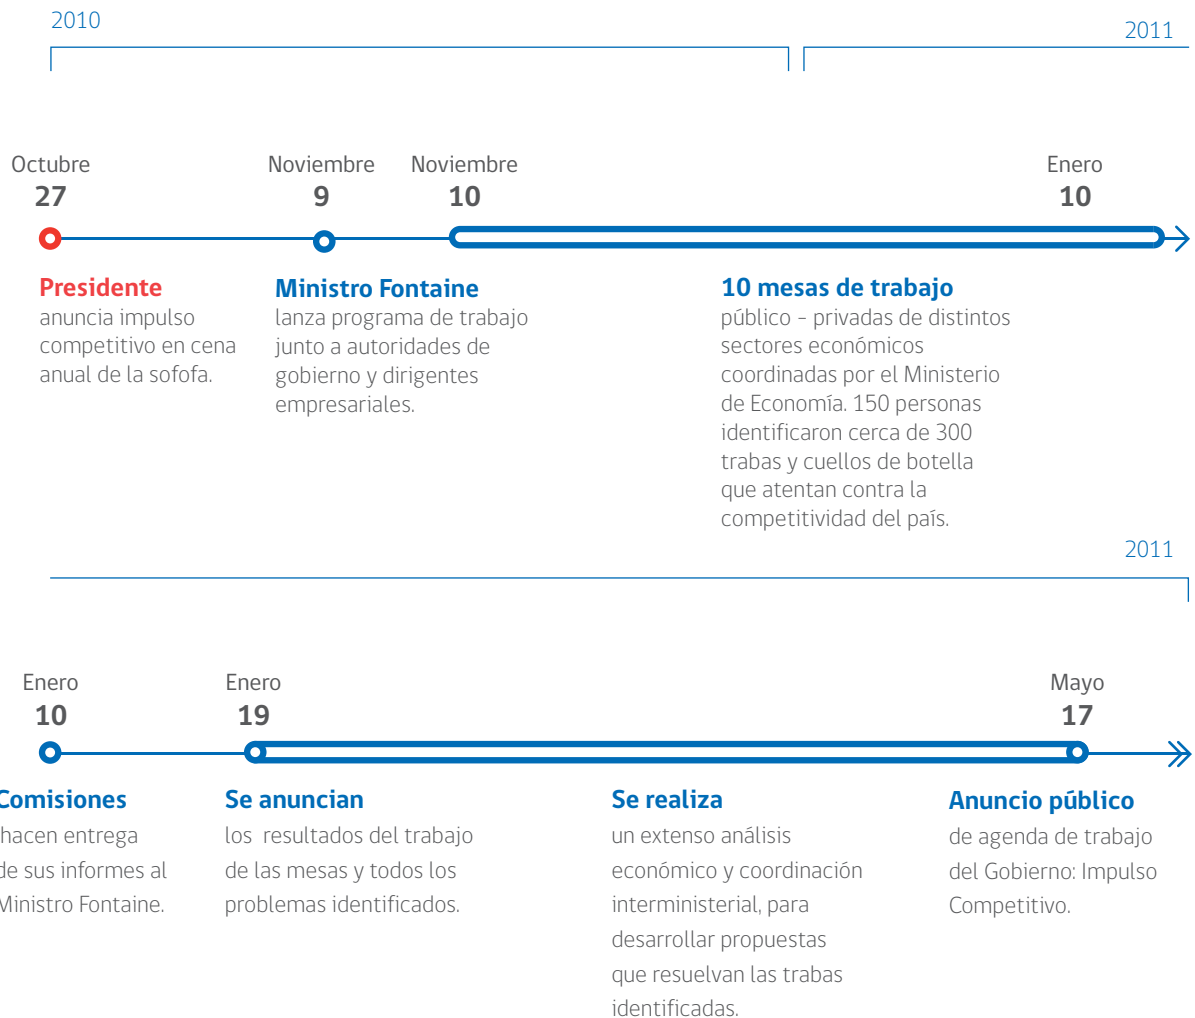 2010
2011
Octubre
27
Noviembre
9
Noviembre
10
Enero
10
Presidente
anuncia impulso
competitivo en cena
anual de la sofofa.
Ministro Fontaine
lanza programa de trabajo
junto a autoridades de
gobierno y dirigentes
empresariales.
10 mesas de trabajo
público - privadas de distintos
sectores económicos
coordinadas por el Ministerio
de Economía. 150 personas
identificaron cerca de 300
trabas y cuellos de botella
que atentan contra la
competitividad del país.
2011
Enero
10
Enero
19
Mayo
17
Comisiones
hacen entrega
de sus informes al
Ministro Fontaine.
Se anuncian
los resultados del trabajo
de las mesas y todos los
problemas identificados.
Se realiza
un extenso análisis
económico y coordinación
interministerial, para
desarrollar propuestas
que resuelvan las trabas
identificadas.
Anuncio público
de agenda de trabajo
del Gobierno: Impulso
Competitivo.